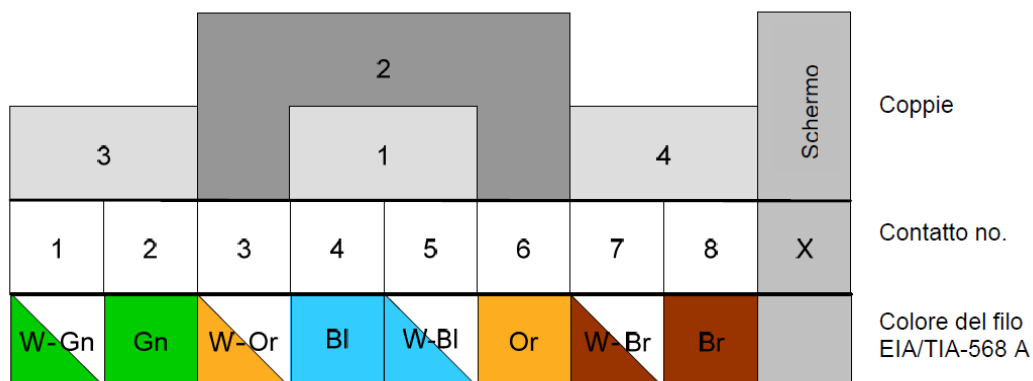 2
Schermo
Coppie
3
1
4
1 2 3 4 5 6 7 8 X
Contatto no.
W-Gn Gn W-Or Bl W-Bl Or W-Br Br
Colore del filo
EIA/TIA-568 A